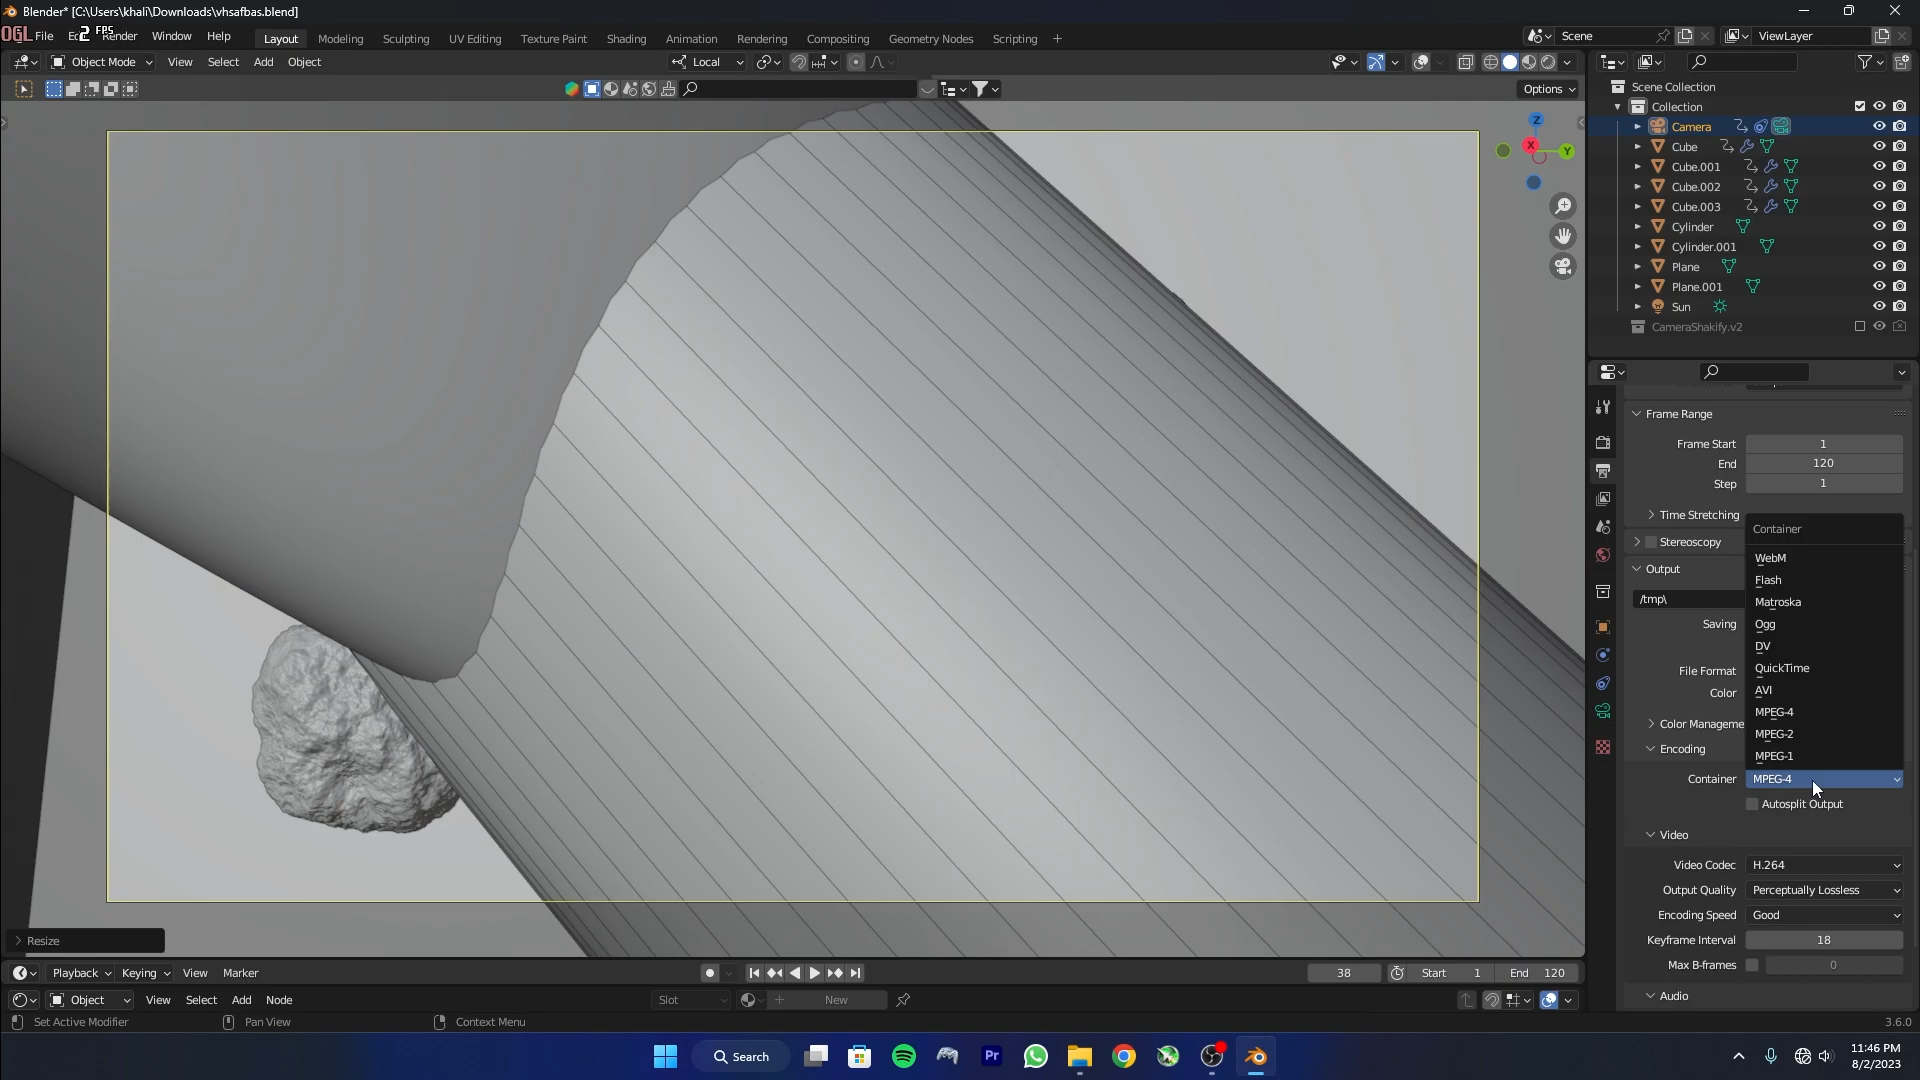 Blender* [C:\Users\khali\Downloads\vhsafbas.blend]
OGL 2 FPS
File Render Window Help
Layout Modeling Sculpting UV Editing Texture Paint Shading Animation Rendering Compositing Geometry Nodes Scripting +
Scene
ViewLayer
Object Mode View Select Add Object
Local
Options
Scene Collection
Collection
Camera
Cube
Cube.001
Cube.002
Cube.003
Cylinder
Cylinder.001
Plane
Plane.001
Sun
CameraShakify.v2
Z
X
Y
Frame Range
Frame Start 1
End 120
Step 1
Time Stretching
Stereoscopy
Output
/tmp\
Saving
File Format
Color
Color Manageme
Encoding
Container
WebM
Flash
Matroska
Ogg
DV
QuickTime
AVI
MPEG-4
MPEG-2
MPEG-1
Container MPEG-4
Autosplit Output
Video
Video Codec H.264
Output Quality Perceptually Lossless
Encoding Speed Good
Keyframe Interval 18
Max B-frames 0
Audio
Resize
Playback Keying View Marker
38 Start 1 End 120
Object View Select Add Node
Slot New
Set Active Modifier Pan View Context Menu
3.6.0
Search
Pr
11:46 PM
8/2/2023